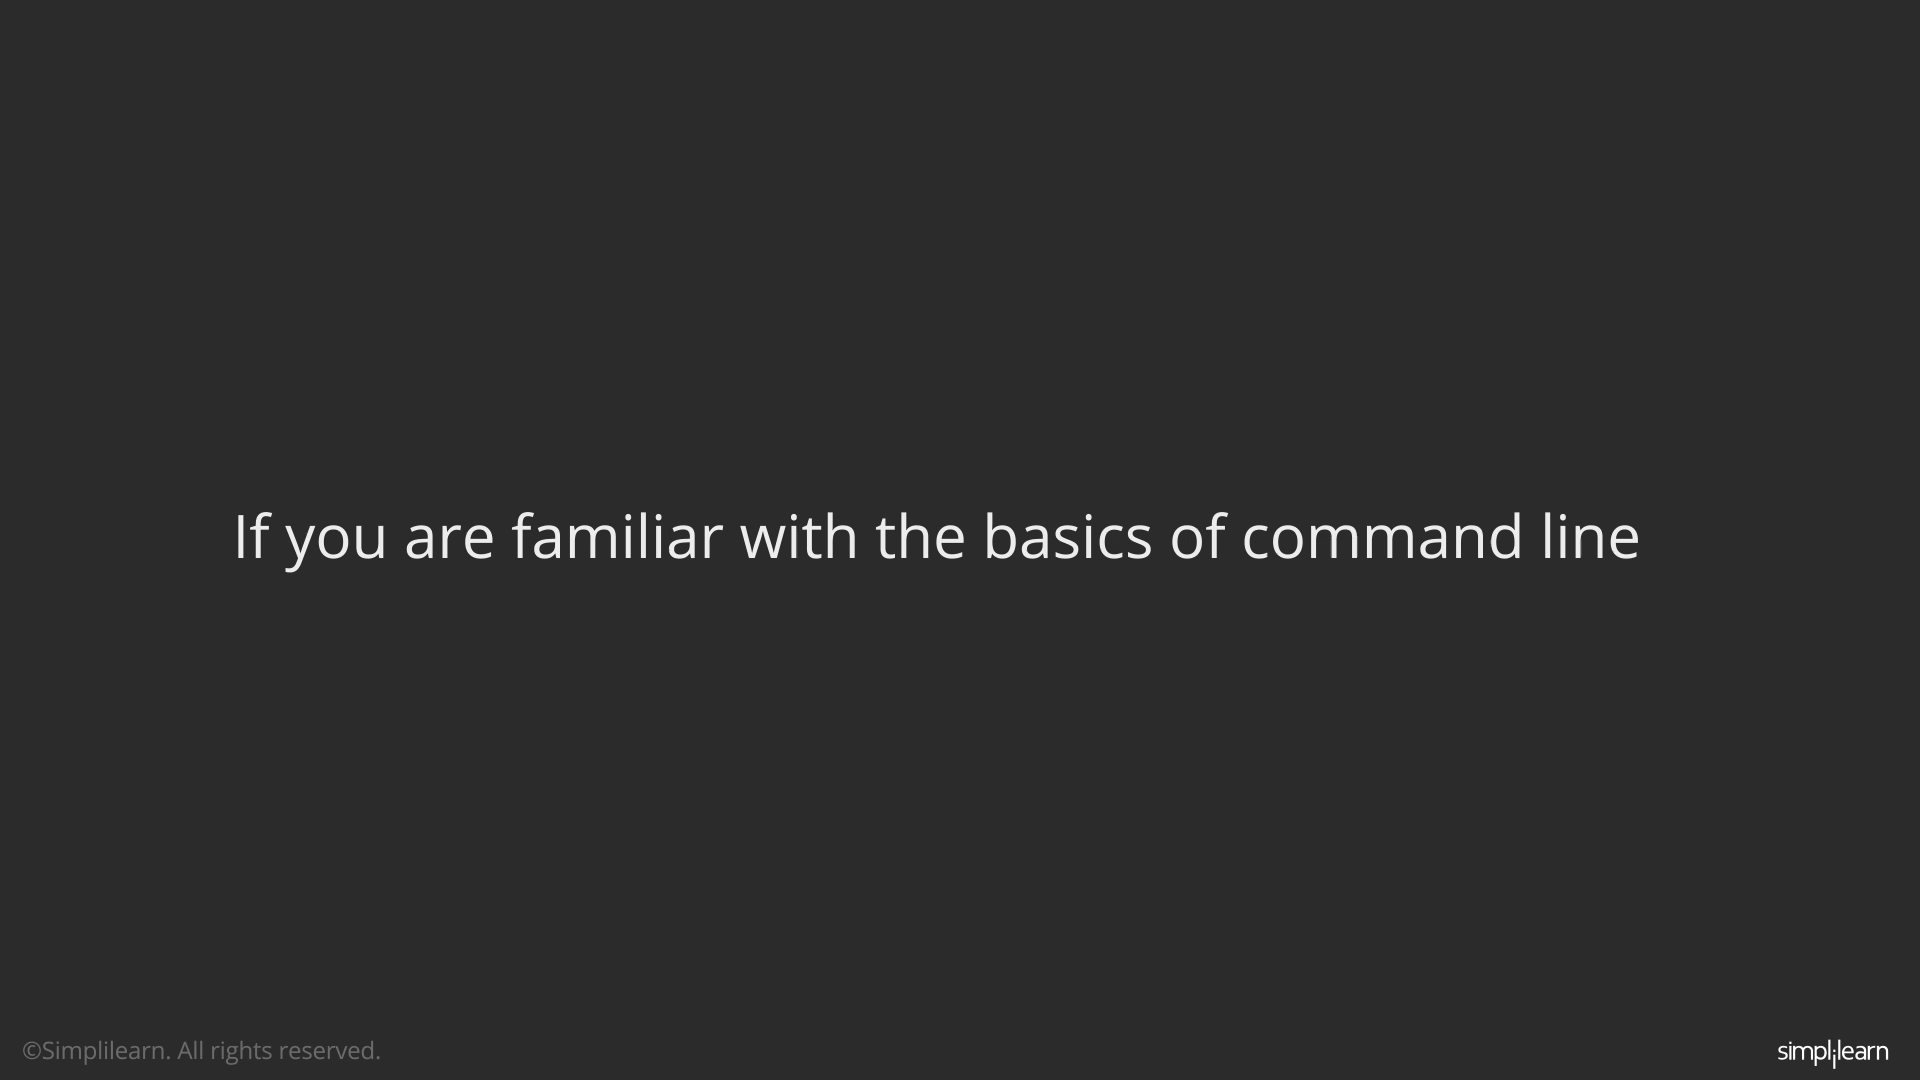 If you are familiar with the basics of command line
©Simplilearn. All rights reserved.
simplilearn